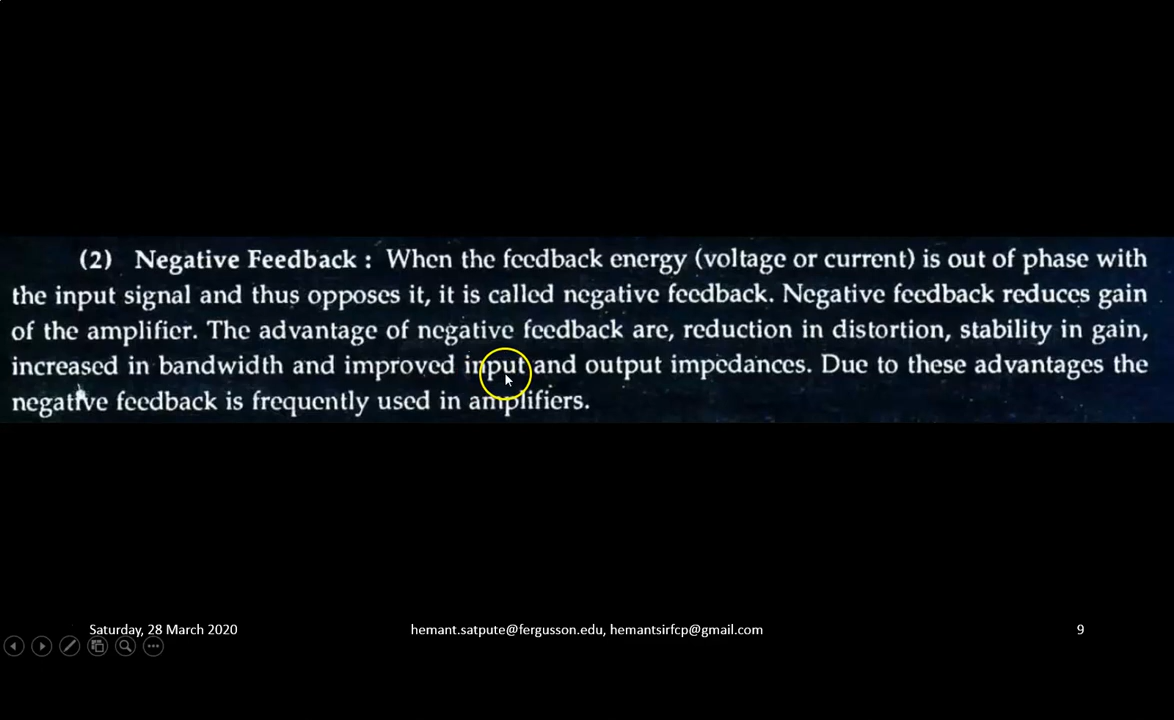 (2) Negative Feedback : When the feedback energy (voltage or current) is out of phase with
the input signal and thus opposes it, it is called negative feedback. Negative feedback reduces gain
of the amplifier. The advantage of negative feedback are, reduction in distortion, stability in gain,
increased in bandwidth and improved input and output impedances. Due to these advantages the
negative feedback is frequently used in amplifiers.
Saturday, 28 March 2020 hemant.satpute@fergusson.edu, hemantsirfcp@gmail.com 9